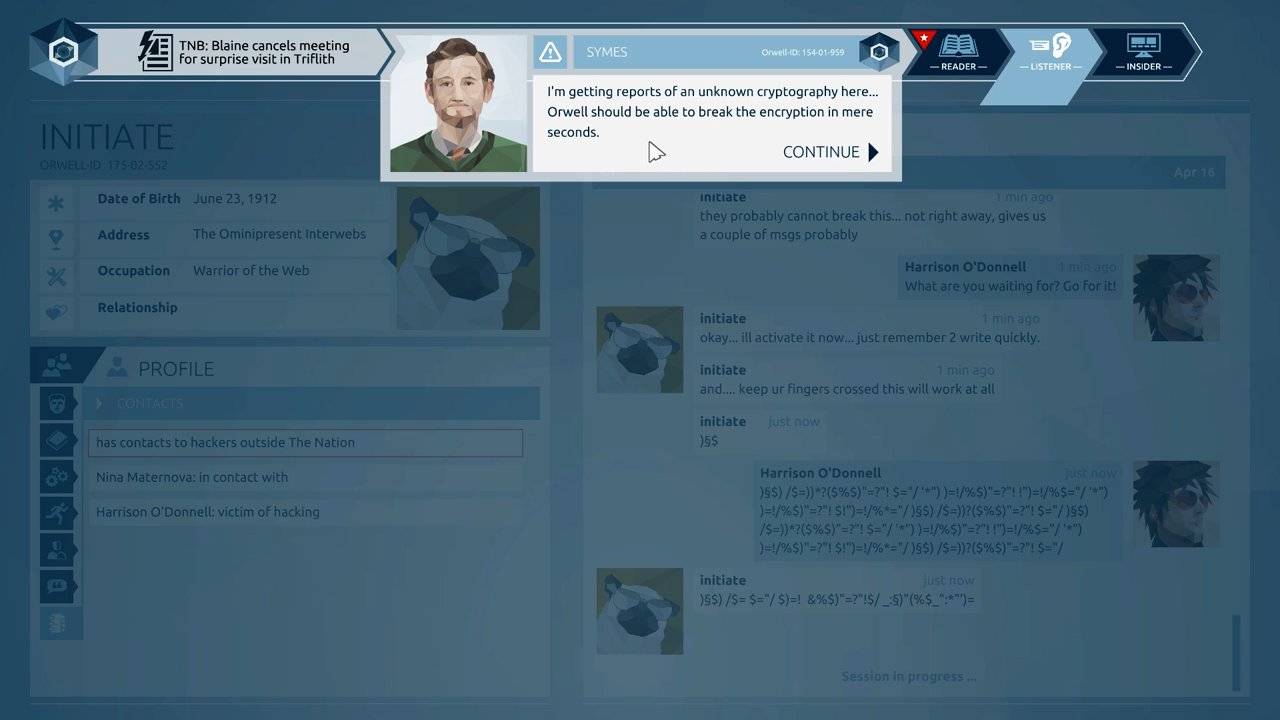 TNB: Blaine cancels meeting
for surprise visit in Triflith
SYMES
Orwell-ID: 154-01-959
I'm getting reports of an unknown cryptography here...
Orwell should be able to break the encryption in mere
seconds.
CONTINUE
READER
LISTENER
INSIDER
INITIATE
ORWELL-ID 175-02-552
Date of Birth June 23, 1912
Address The Ominipresent Interwebs
Occupation Warrior of the Web
Relationship
PROFILE
CONTACTS
has contacts to hackers outside The Nation
Nina Maternova: in contact with
Harrison O'Donnell: victim of hacking
Apr 16
initiate 1 min ago
they probably cannot break this... not right away, gives us
a couple of msgs probably
Harrison O'Donnell 1 min ago
What are you waiting for? Go for it!
initiate 1 min ago
okay... ill activate it now... just remember 2 write quickly.
initiate 1 min ago
and.... keep ur fingers crossed this will work at all
initiate just now
)§$
Harrison O'Donnell just now
)§$) /$=))*?($%$)"=?"! $="/ '*") )=!/%$)"=?"! !")=!/%$="/ '*")
)=!/%$)"=?"! $!")=!/%*="/ )§$) /$=))?($%$)"=?"! $="/ )§$)
/$=))*?($%$)"=?"! $="/ '*") )=!/%$)"=?"! !")=!/%$="/ '*")
)=!/%$)"=?"! $!")=!/%*="/ )§$) /$=))?($%$)"=?"! $="/
initiate just now
)§$) /$= $="/ $)=! &%$)"=?"!$/ _:§)"(%$_":*"')=
Session in progress ...